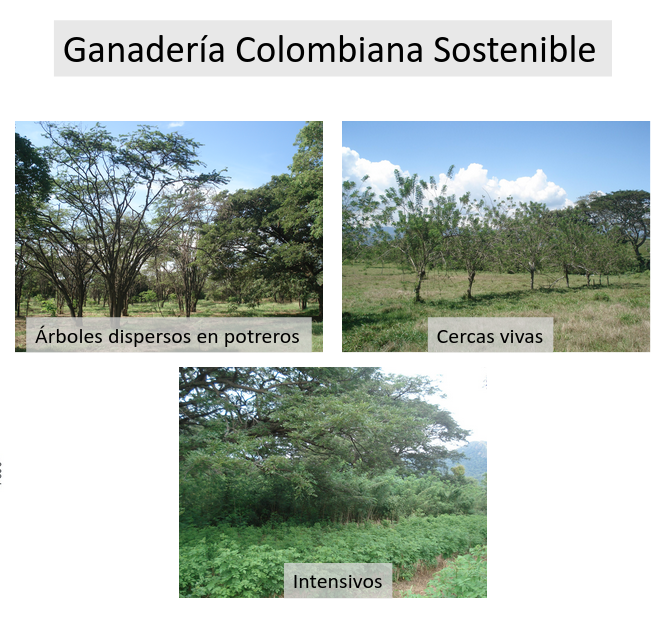 Ganadería Colombiana Sostenible
Árboles dispersos en potreros
Cercas vivas
Intensivos